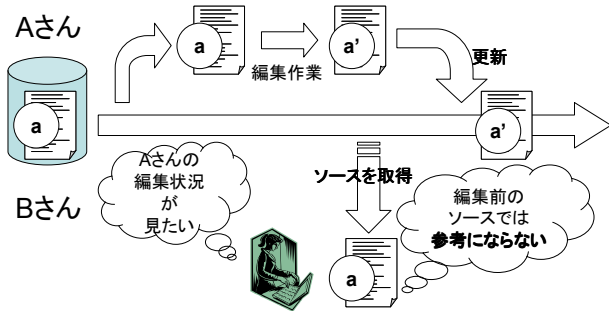 Aさん
a
a
編集作業
a'
更新
a'
Bさん
Aさんの
編集状況
が
見たい
ソースを取得
a
編集前の
ソースでは
参考にならない